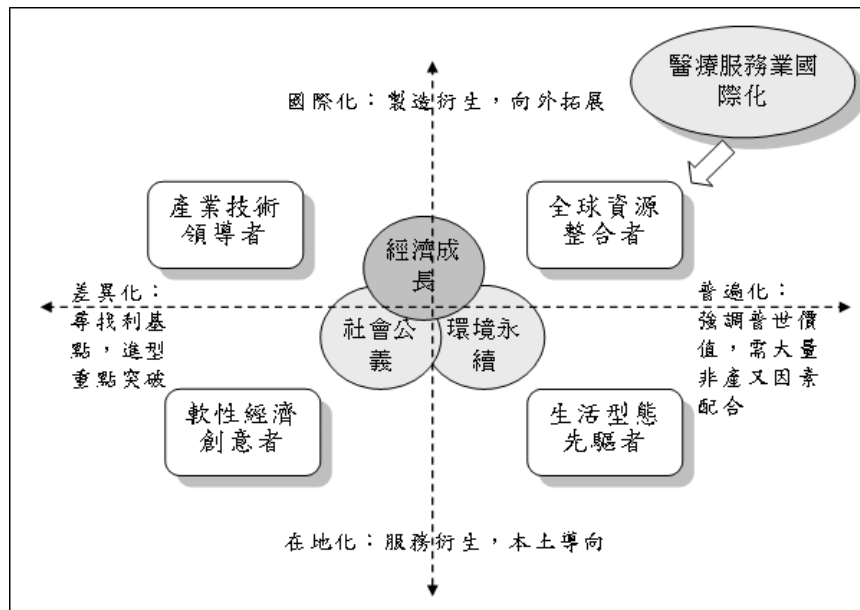 醫療服務業國
際化
國際化：製造衍生，向外拓展
產業技術
領導者
全球資源
整合者
經濟成
長
差異化：
尋找利基
點，進型
重點突破
社會公
義
環境永
續
普遍化：
強調普世價
值，需大量
非產又因素
配合
軟性經濟
創意者
生活型態
先驅者
在地化：服務衍生，本土導向